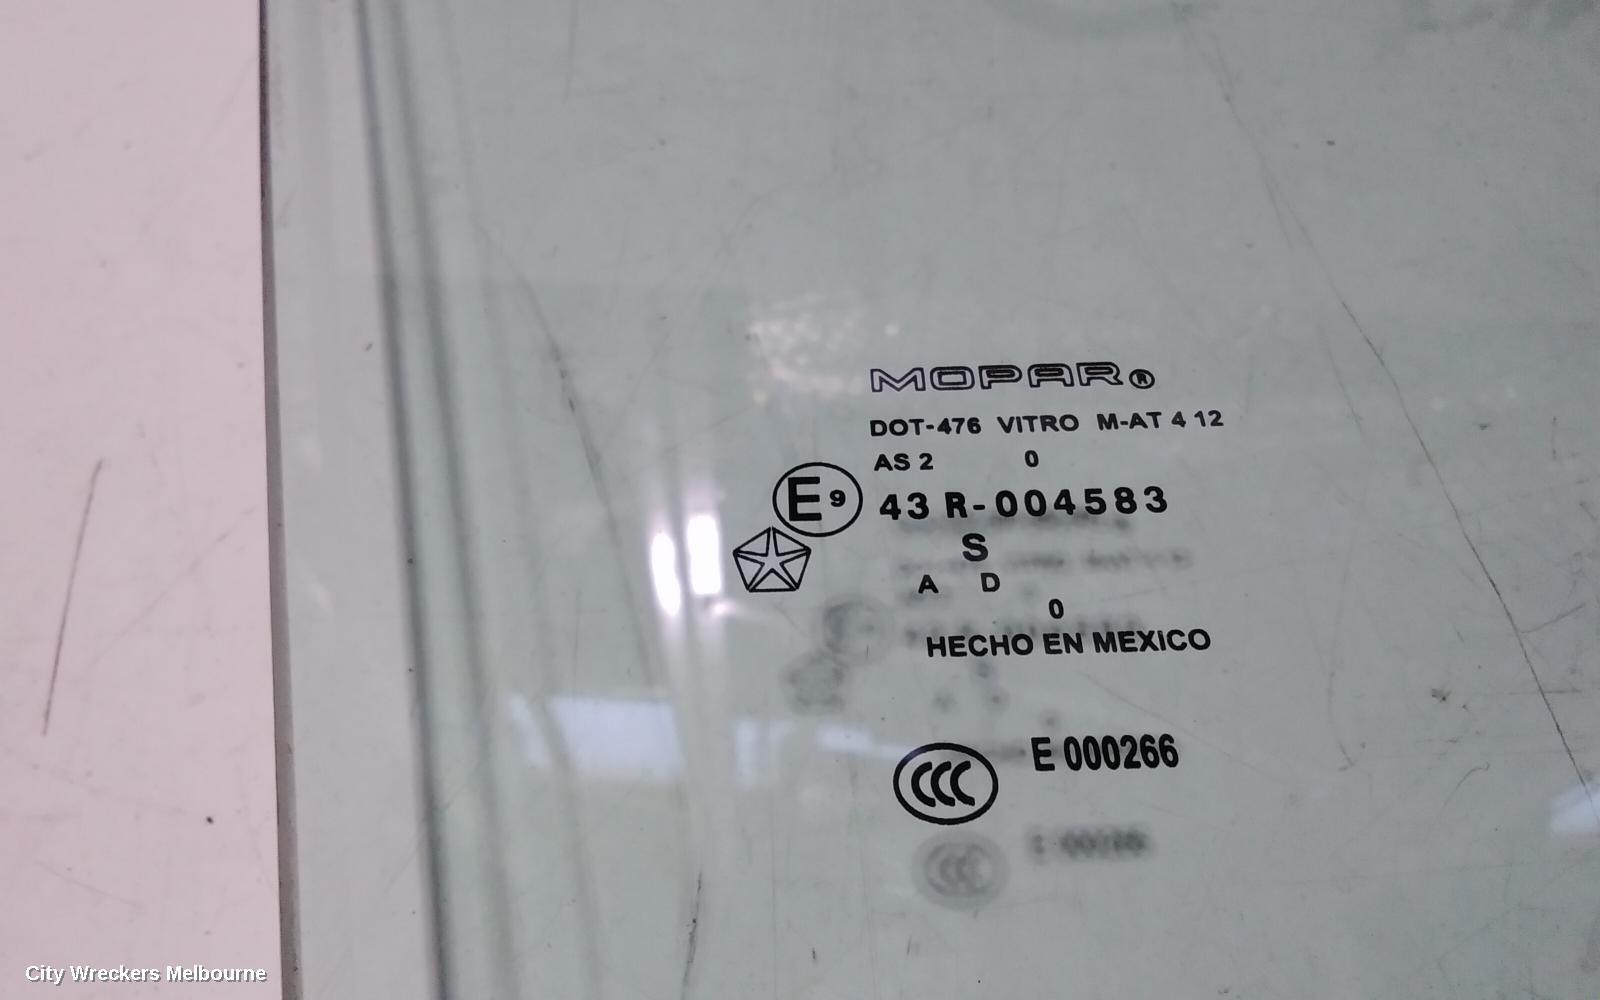 MOPAR®
DOT-476 VITRO M-AT 4 12
AS 2 0
E9 43 R-004583
S
A D
0
HECHO EN MEXICO
CCC E 000266
City Wreckers Melbourne